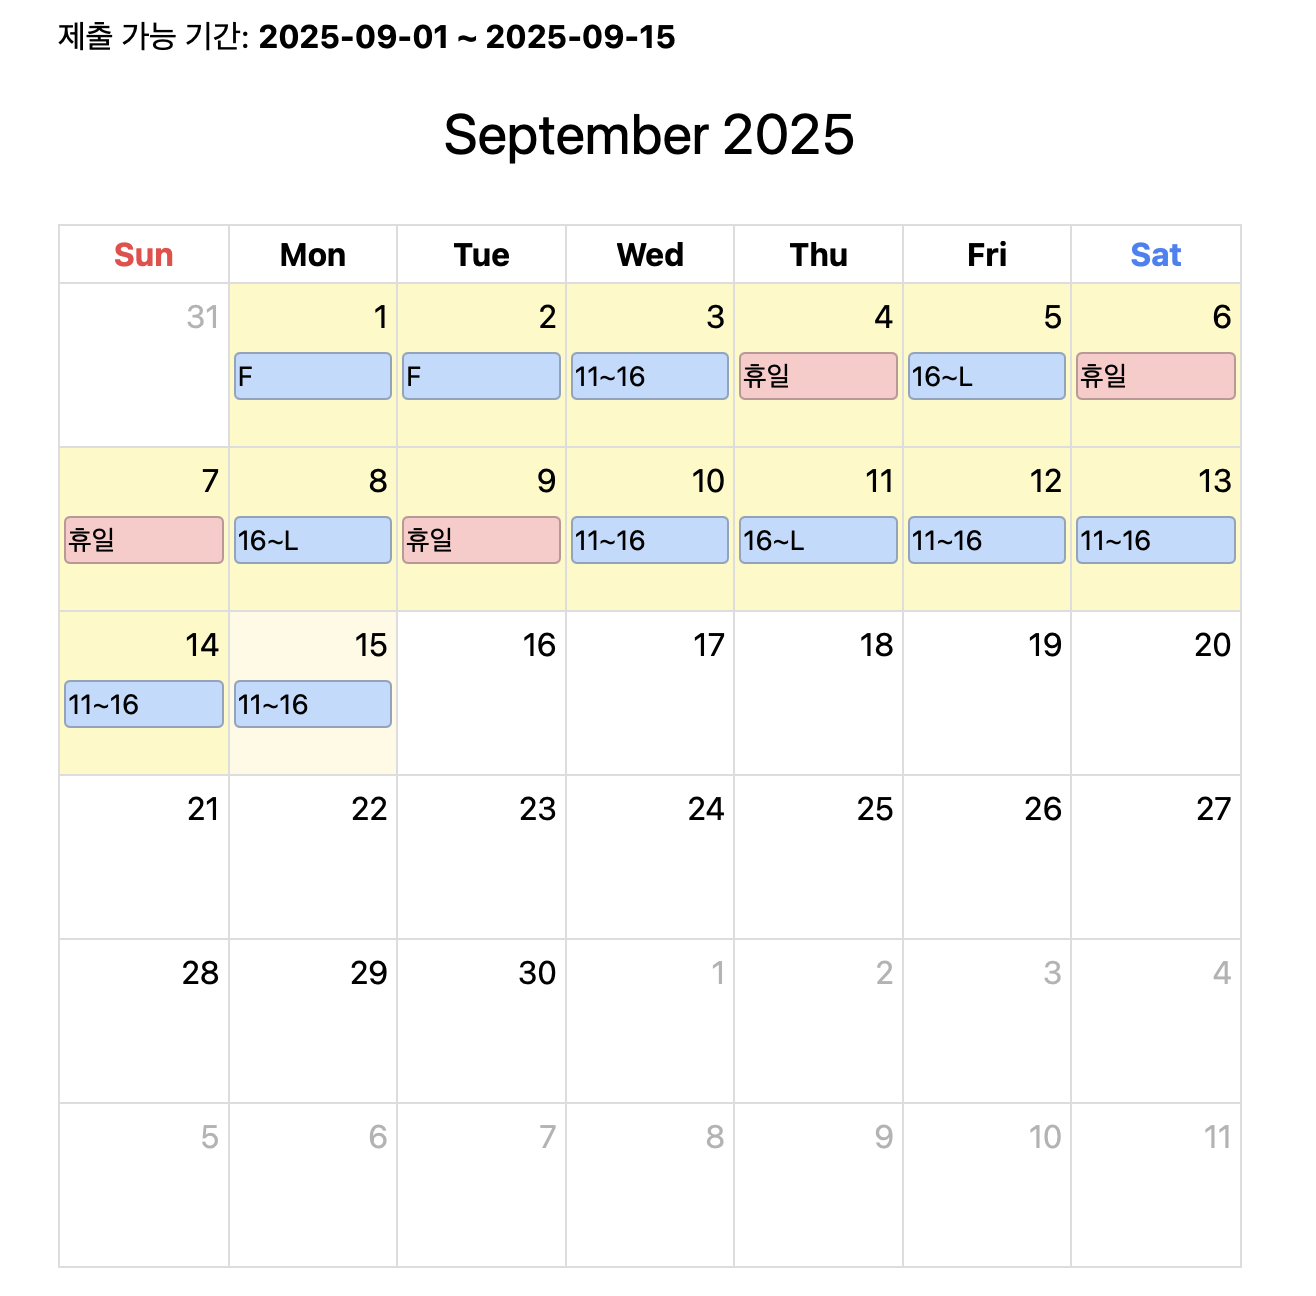 제출 가능 기간: 2025-09-01 ~ 2025-09-15
September 2025
Sun Mon Tue Wed Thu Fri Sat
31 1 2 3 4 5 6
F F 11~16 휴일 16~L 휴일
7 8 9 10 11 12 13
휴일 16~L 휴일 11~16 16~L 11~16 11~16
14 15 16 17 18 19 20
11~16 11~16
21 22 23 24 25 26 27
28 29 30 1 2 3 4
5 6 7 8 9 10 11